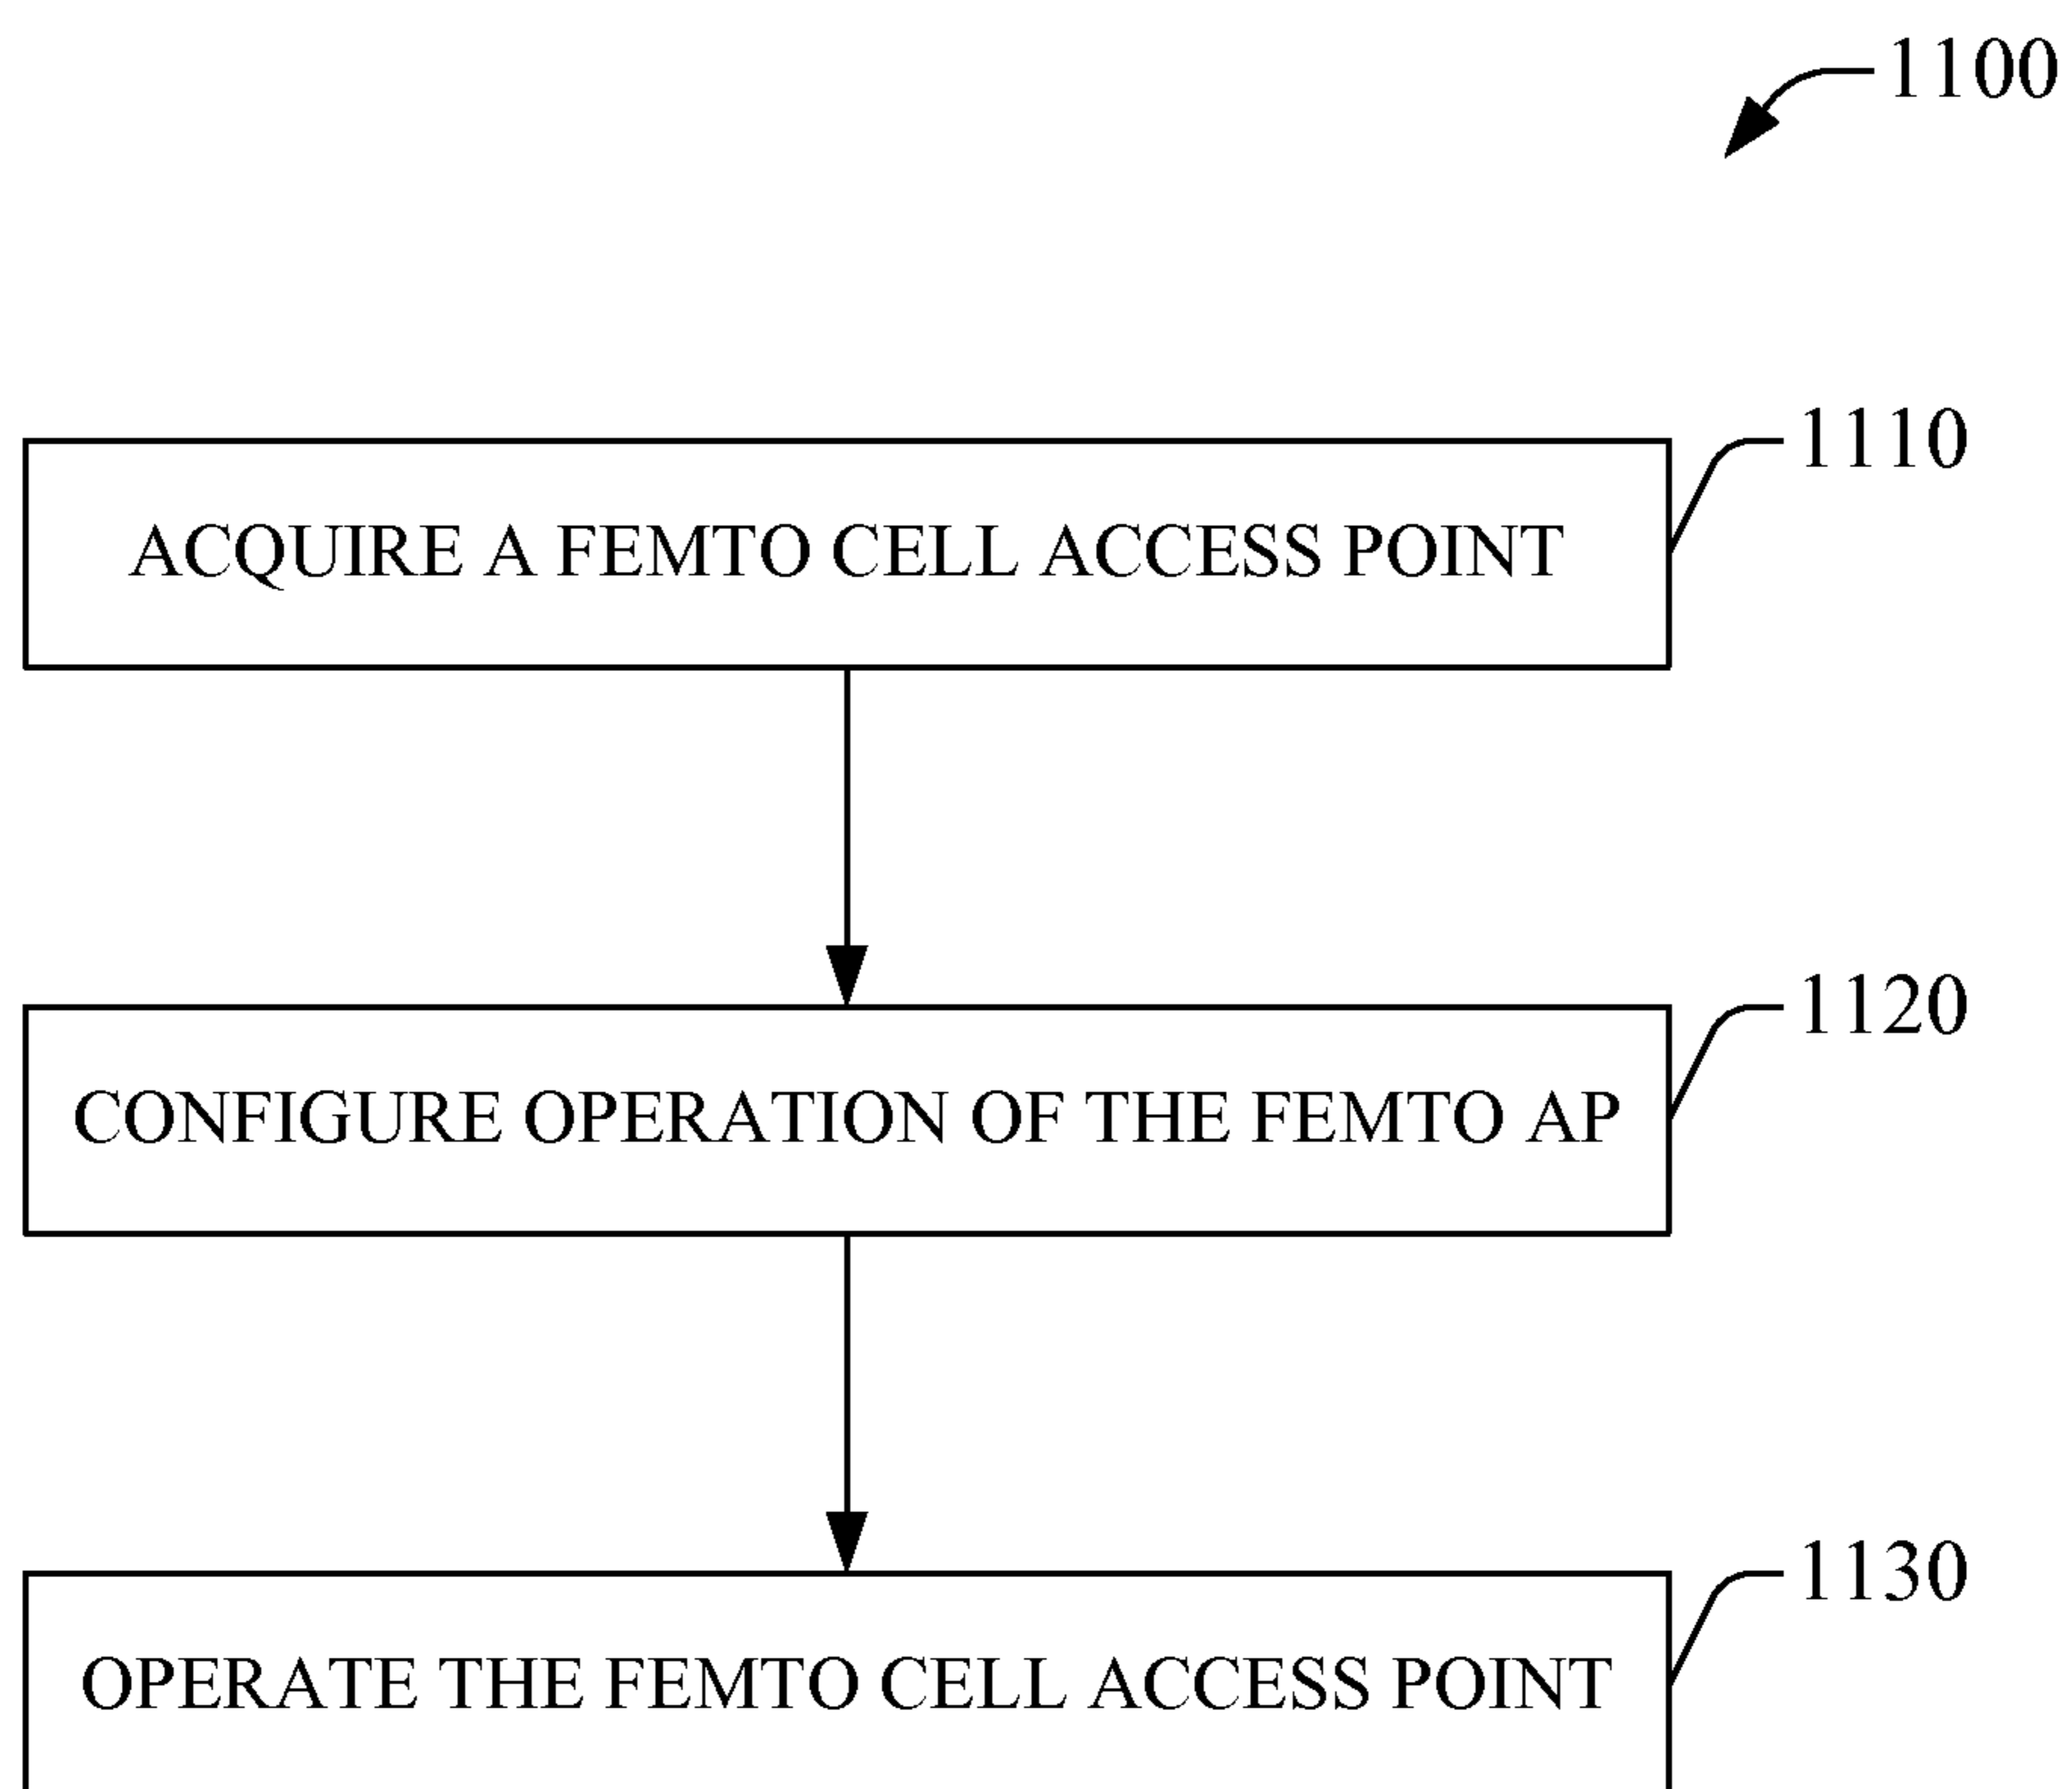 1100
1110
ACQUIRE A FEMTO CELL ACCESS POINT
1120
CONFIGURE OPERATION OF THE FEMTO AP
1130
OPERATE THE FEMTO CELL ACCESS POINT